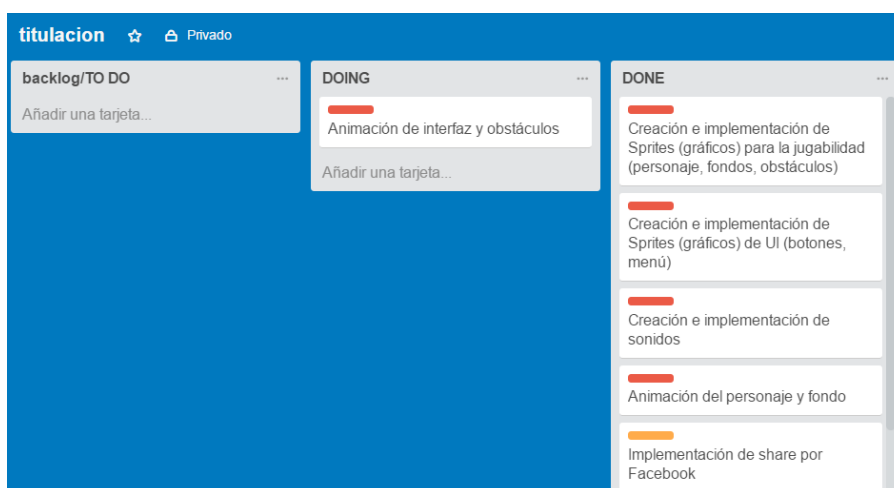 titulacion Privado
backlog/TO DO ...
Añadir una tarjeta...
DOING ...
Animación de interfaz y obstáculos
Añadir una tarjeta...
DONE ...
Creación e implementación de
Sprites (gráficos) para la jugabilidad
(personaje, fondos, obstáculos)
Creación e implementación de
Sprites (gráficos) de UI (botones,
menú)
Creación e implementación de
sonidos
Animación del personaje y fondo
Implementación de share por
Facebook